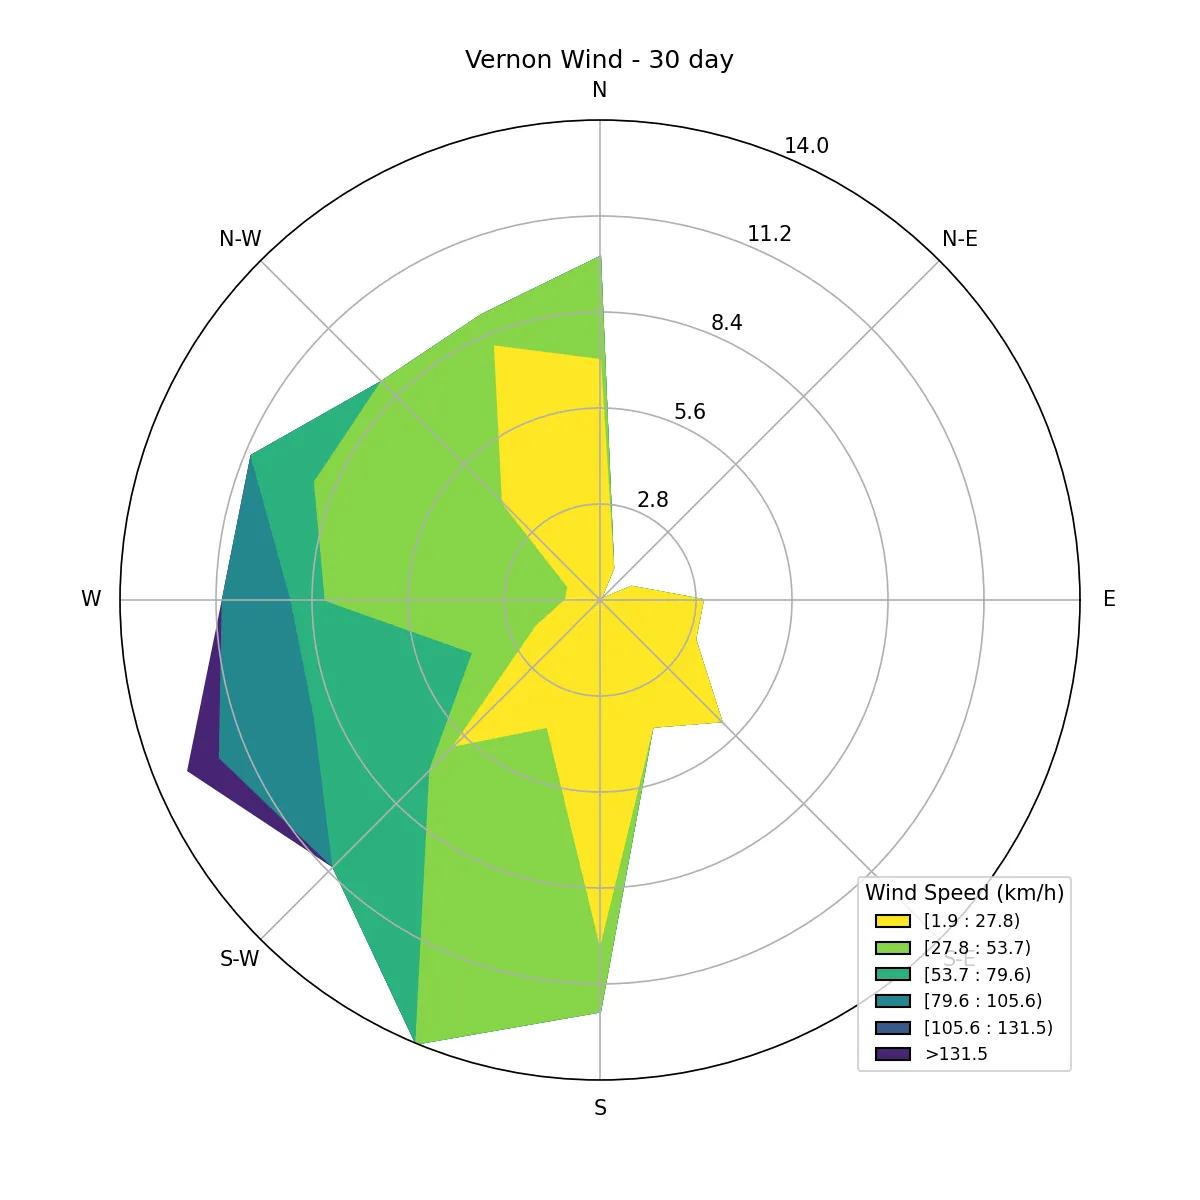 Vernon Wind - 30 day
N
14.0
11.2
N-W
N-E
8.4
5.6
2.8
W
E
Wind Speed (km/h)
[1.9 : 27.8)
[27.8 : 53.7)
S-W
S-E
[53.7 : 79.6)
[79.6 : 105.6)
[105.6 : 131.5)
>131.5
S